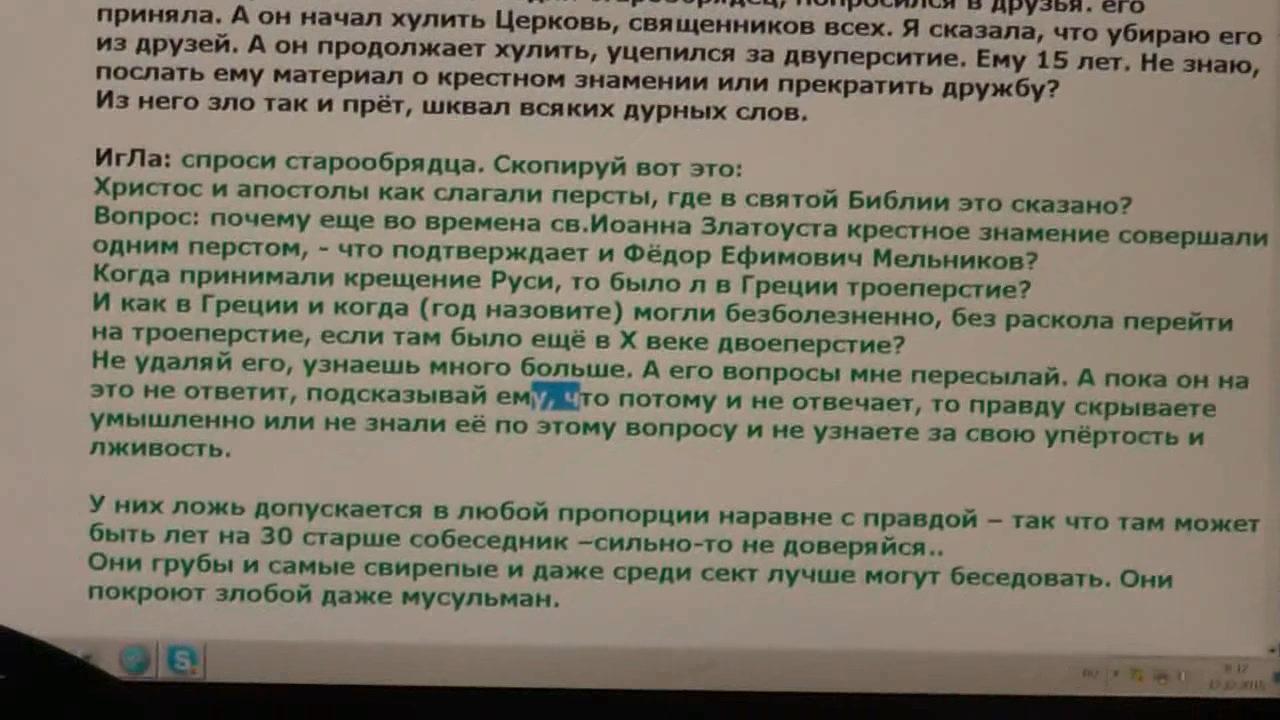 старообрядец, попросился в друзья. его
приняла. А он начал хулить Церковь, священников всех. Я сказала, что убираю его
из друзей. А он продолжает хулить, уцепился за двуперситие. Ему 15 лет. Не знаю,
послать ему материал о крестном знамении или прекратить дружбу?
Из него зло так и прёт, шквал всяких дурных слов.
ИгЛа: спроси старообрядца. Скопируй вот это:
Христос и апостолы как слагали персты, где в святой Библии это сказано?
Вопрос: почему еще во времена св.Иоанна Златоуста крестное знамение совершали
одним перстом, - что подтверждает и Фёдор Ефимович Мельников?
Когда принимали крещение Руси, то было л в Греции троеперстие?
И как в Греции и когда (год назовите) могли безболезненно, без раскола перейти
на троеперстие, если там было ещё в X веке двоеперстие?
Не удаляй его, узнаешь много больше. А его вопросы мне пересылай. А пока он на
это не ответит, подсказывай ему, что потому и не отвечает, то правду скрываете
умышленно или не знали её по этому вопросу и не узнаете за свою упёртость и
лживость.
У них ложь допускается в любой пропорции наравне с правдой – так что там может
быть лет на 30 старше собеседник –сильно-то не доверяйся..
Они грубы и самые свирепые и даже среди сект лучше могут беседовать. Они
покроют злобой даже мусульман.